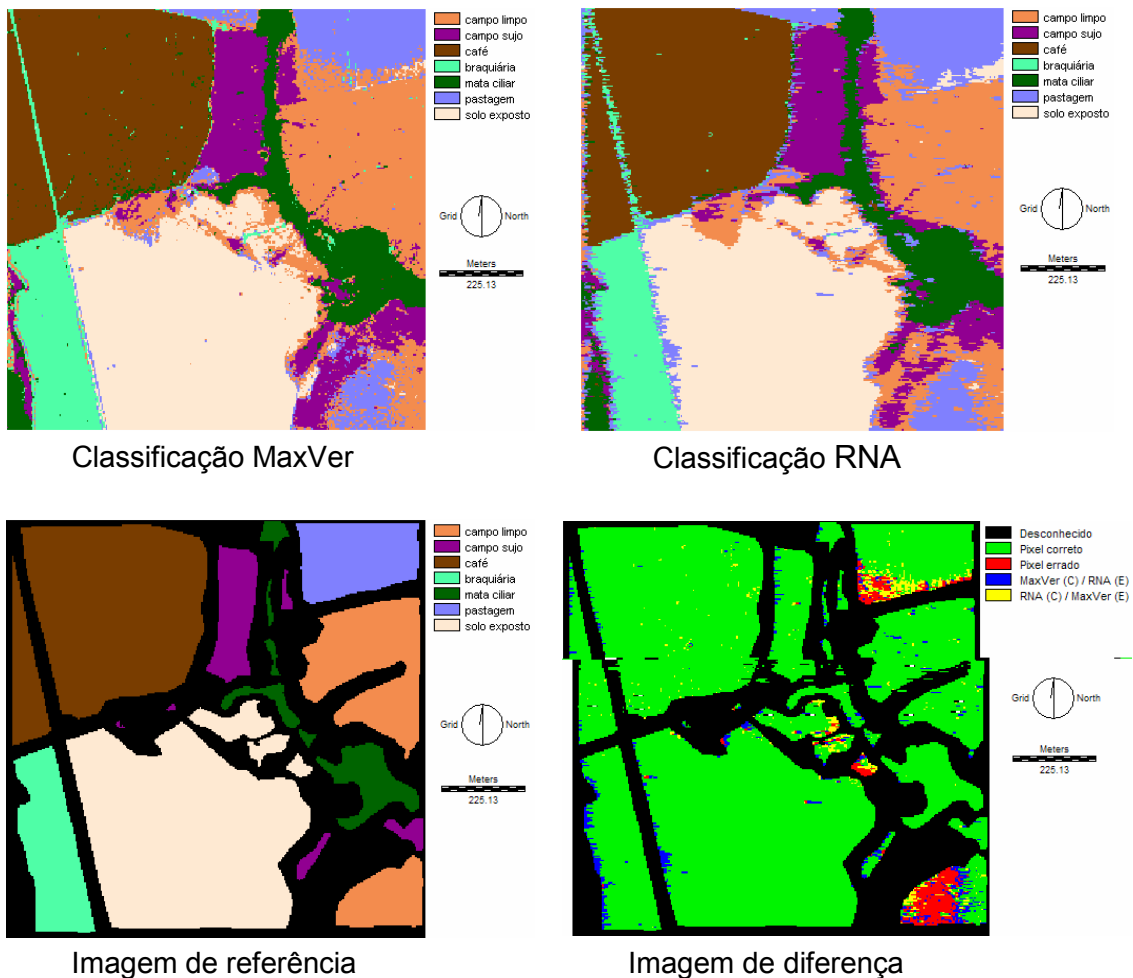 campo limpo
campo sujo
café
braquiária
mata ciliar
pastagem
solo exposto
Grid
North
Meters
225.13
Classificação MaxVer
campo limpo
campo sujo
café
braquiária
mata ciliar
pastagem
solo exposto
Grid
North
Meters
225.13
Classificação RNA
campo limpo
campo sujo
café
braquiária
mata ciliar
pastagem
solo exposto
Grid
North
Meters
225.13
Imagem de referência
Desconhecido
Pixel correto
Pixel errado
MaxVer (C) / RNA (E)
RNA (C) / MaxVer (E)
Grid
North
Meters
225.13
Imagem de diferença